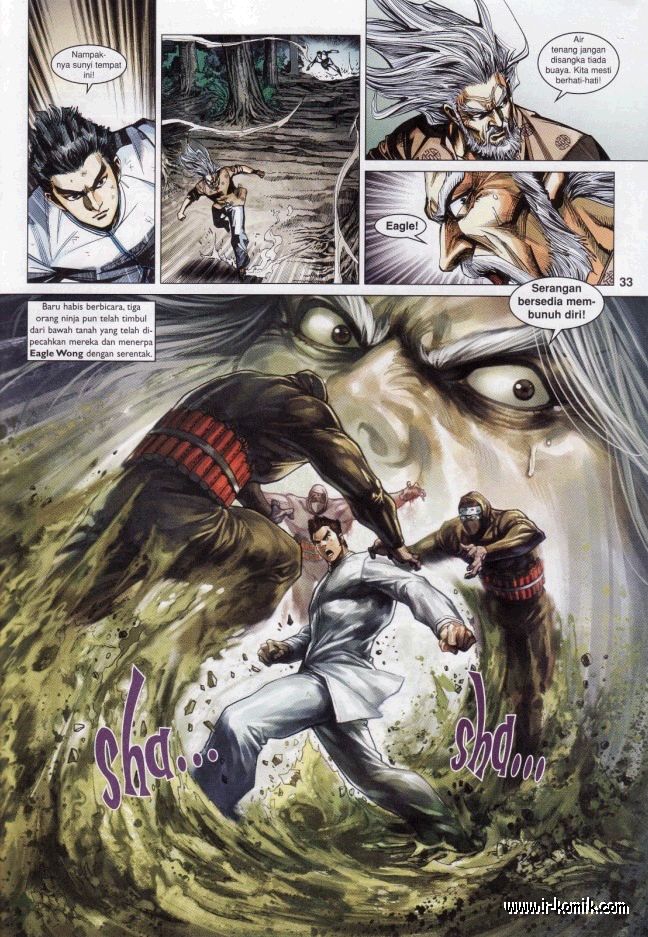 Nampak-
nya sunyi tempat
ini!
Air
tenang jangan
disangka tiada
buaya. Kita mesti
berhati-hati!
Eagle!
33
Serangan
bersedia mem-
bunuh diri!
Baru habis berbicara, tiga
orang ninja pun telah timbul
dari bawah tanah yang telah di-
pecahkan mereka dan menerpa
Eagle Wong dengan serentak.
sha...
sha...
www.ir-komik.com